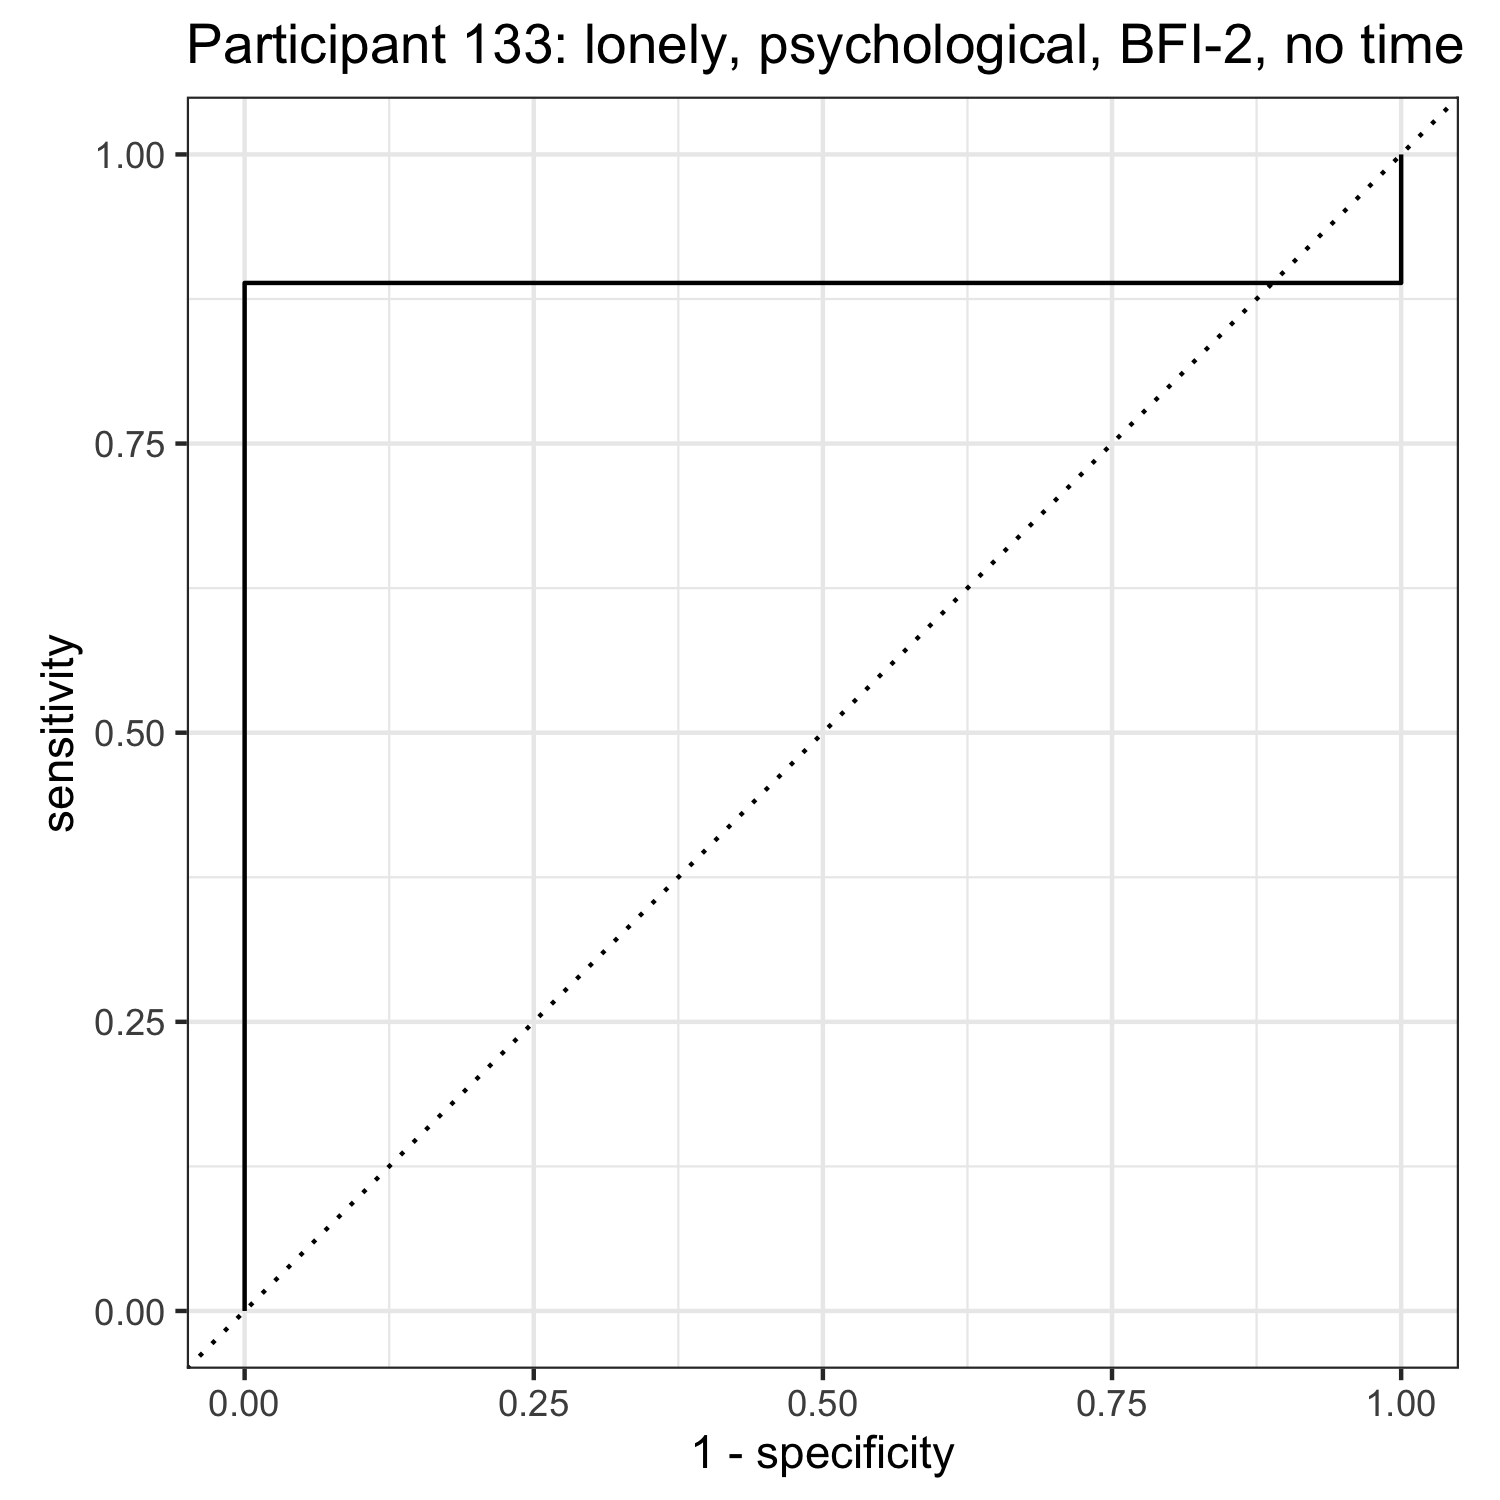 Participant 133: lonely, psychological, BFI-2, no time
1.00
0.75
0.50
0.25
0.00
sensitivity
0.00 0.25 0.50 0.75 1.00
1 - specificity